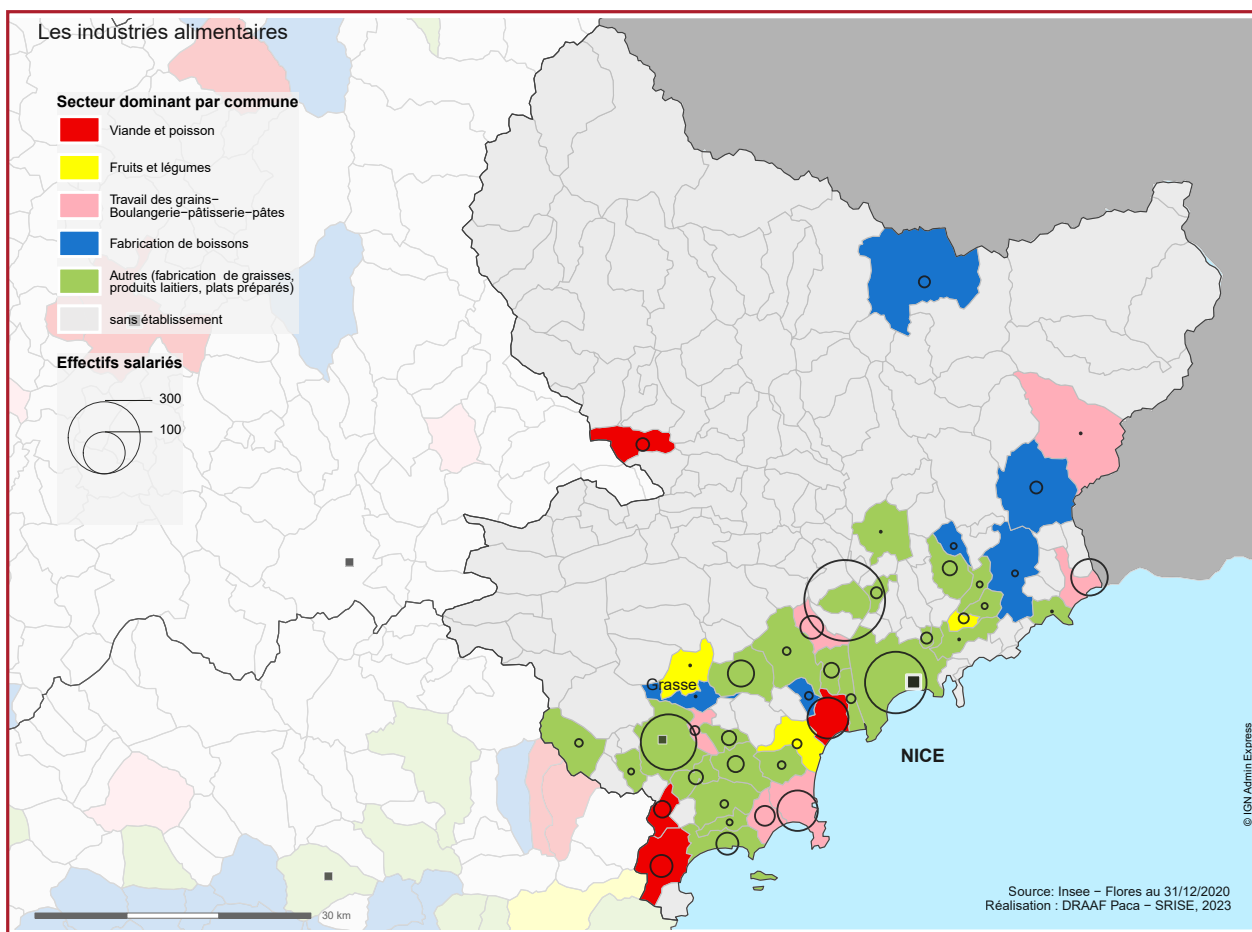 Les industries alimentaires
Secteur dominant par commune
Viande et poisson
Fruits et légumes
Travail des grains−
Boulangerie−pâtisserie−pâtes
Fabrication de boissons
Autres (fabrication de graisses,
produits laitiers, plats préparés)
sans établissement
Effectifs salariés
300
100
Grasse
NICE
© IGN Admin Express
30 km
Source: Insee − Flores au 31/12/2020
Réalisation : DRAAF Paca − SRISE, 2023